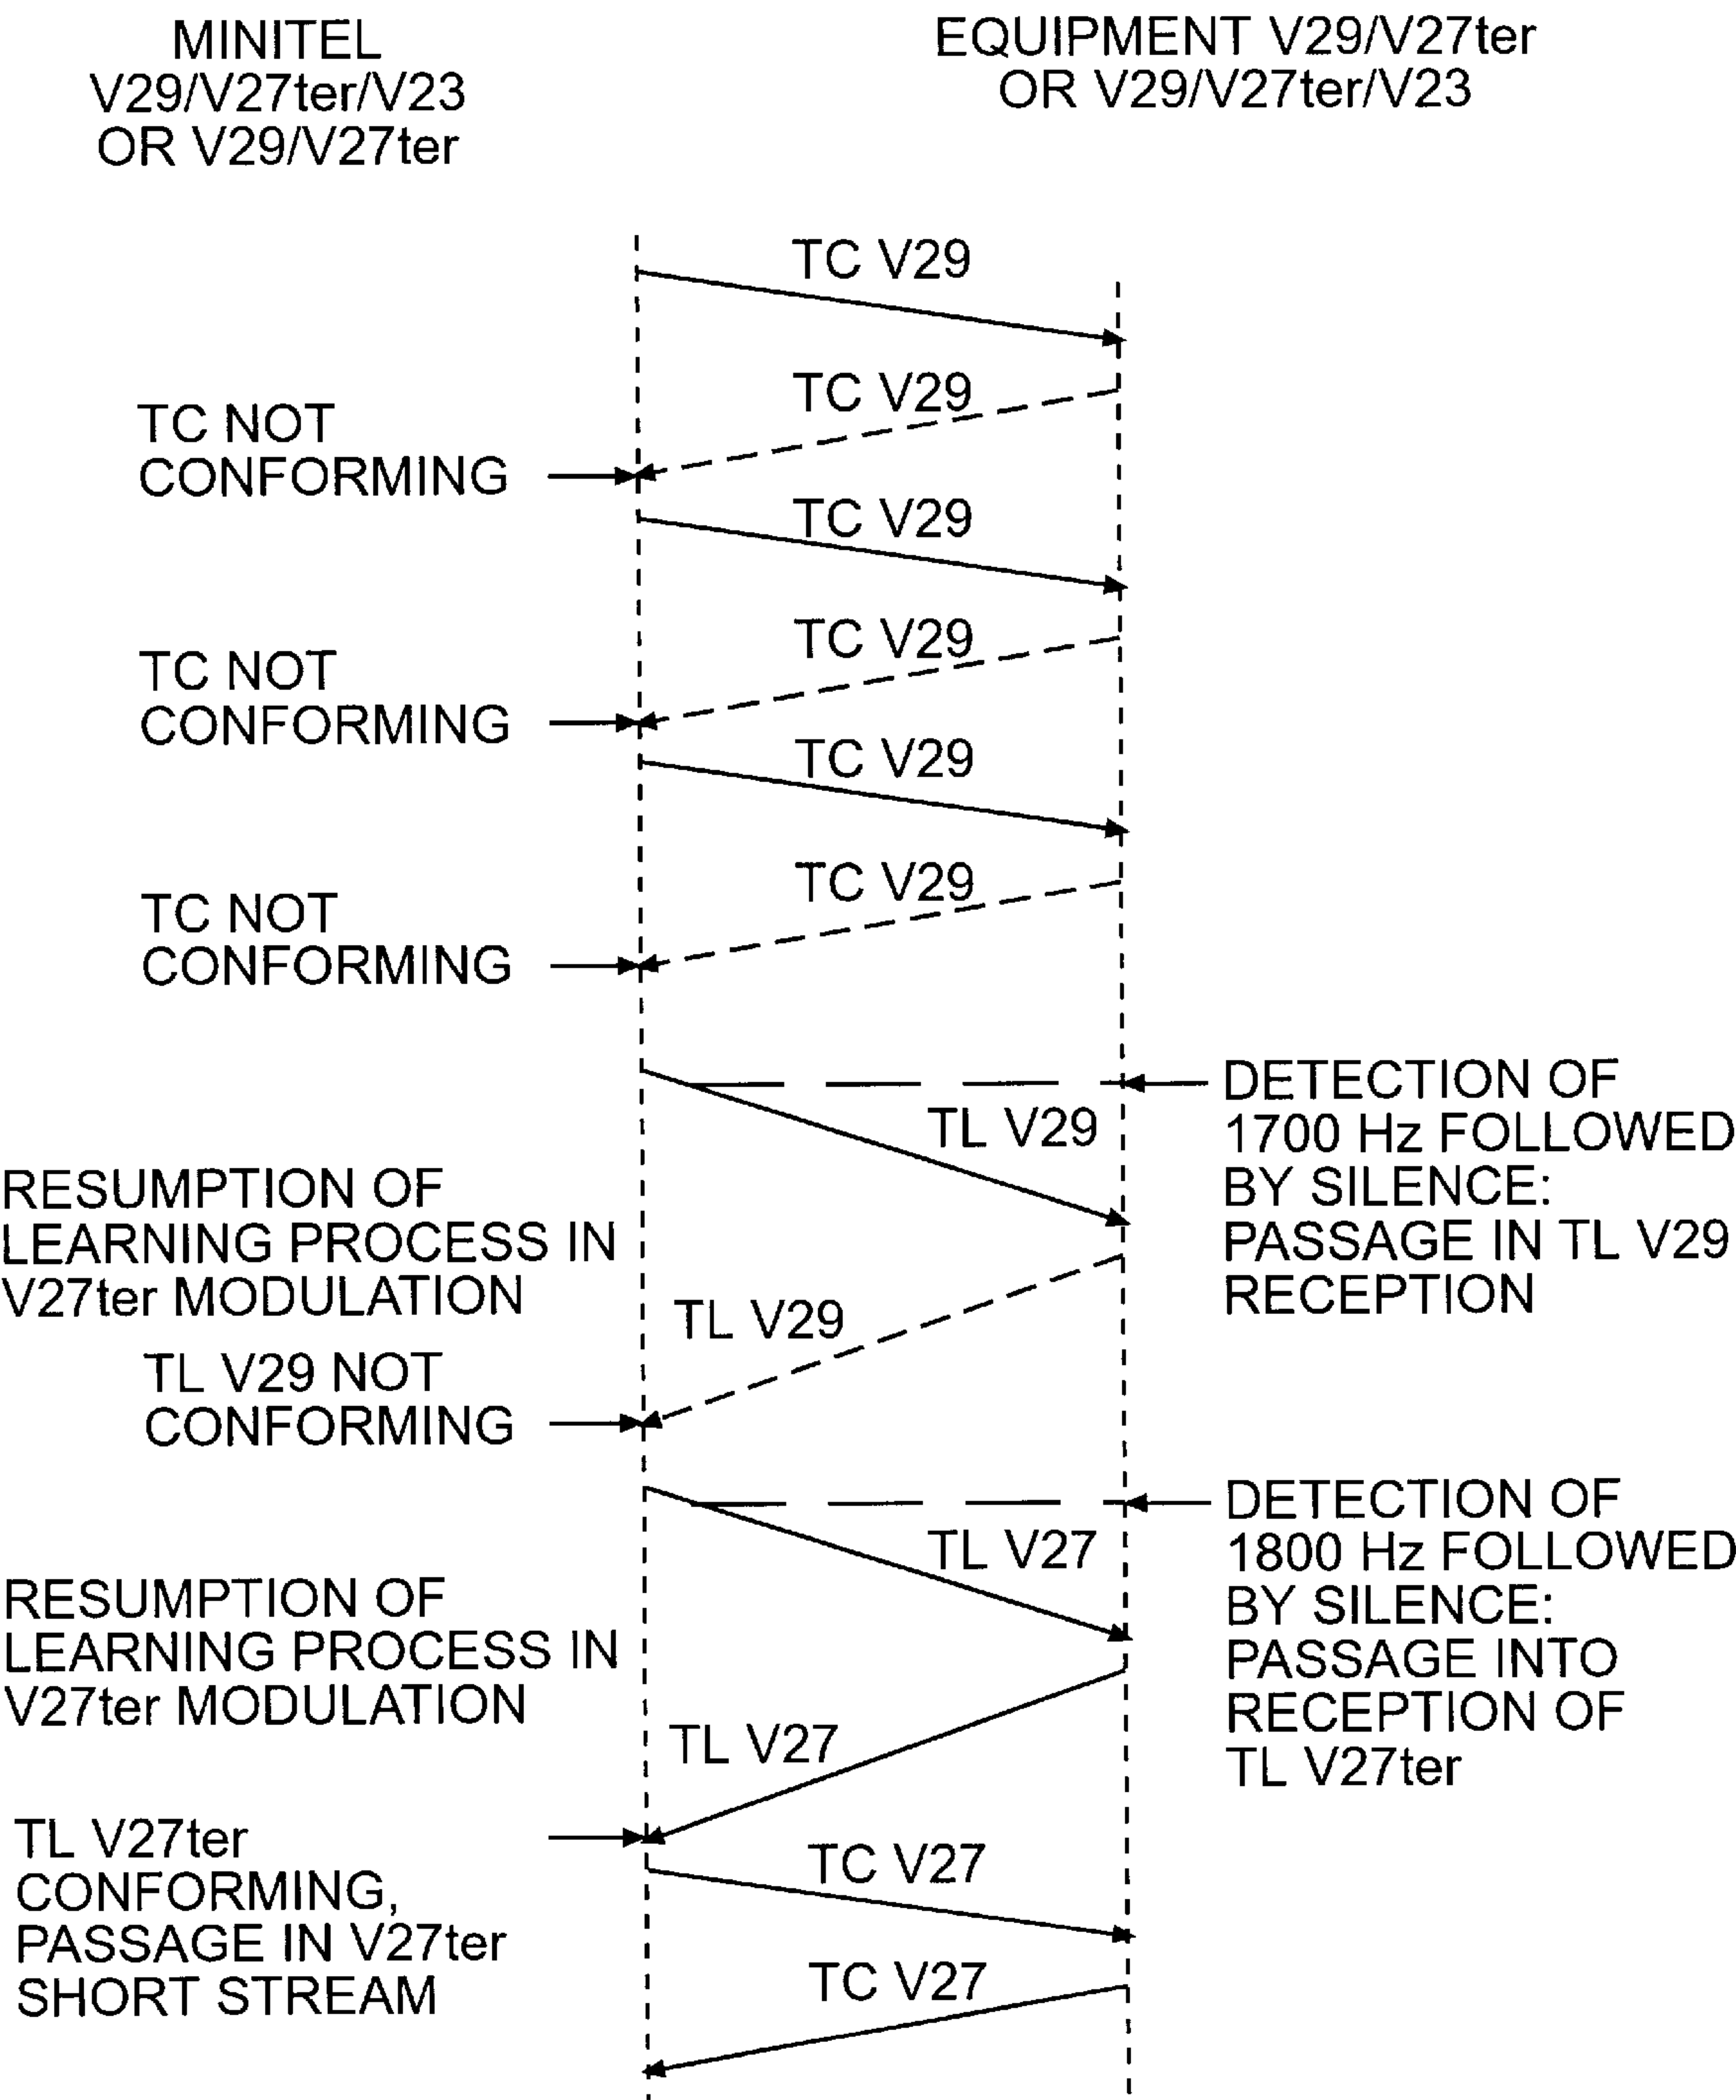 MINITEL
V29/V27ter/V23
OR V29/V27ter
EQUIPMENT V29/V27ter
OR V29/V27ter/V23
TC V29
TC V29
TC NOT
CONFORMING
TC V29
TC V29
TC NOT
CONFORMING
TC V29
TC V29
TC NOT
CONFORMING
DETECTION OF
1700 Hz FOLLOWED
BY SILENCE:
PASSAGE IN TL V29
RECEPTION
TL V29
RESUMPTION OF
LEARNING PROCESS IN
V27ter MODULATION
TL V29
TL V29 NOT
CONFORMING
DETECTION OF
1800 Hz FOLLOWED
BY SILENCE:
PASSAGE INTO
RECEPTION OF
TL V27ter
TL V27
RESUMPTION OF
LEARNING PROCESS IN
V27ter MODULATION
TL V27
TL V27ter
CONFORMING,
PASSAGE IN V27ter
SHORT STREAM
TC V27
TC V27